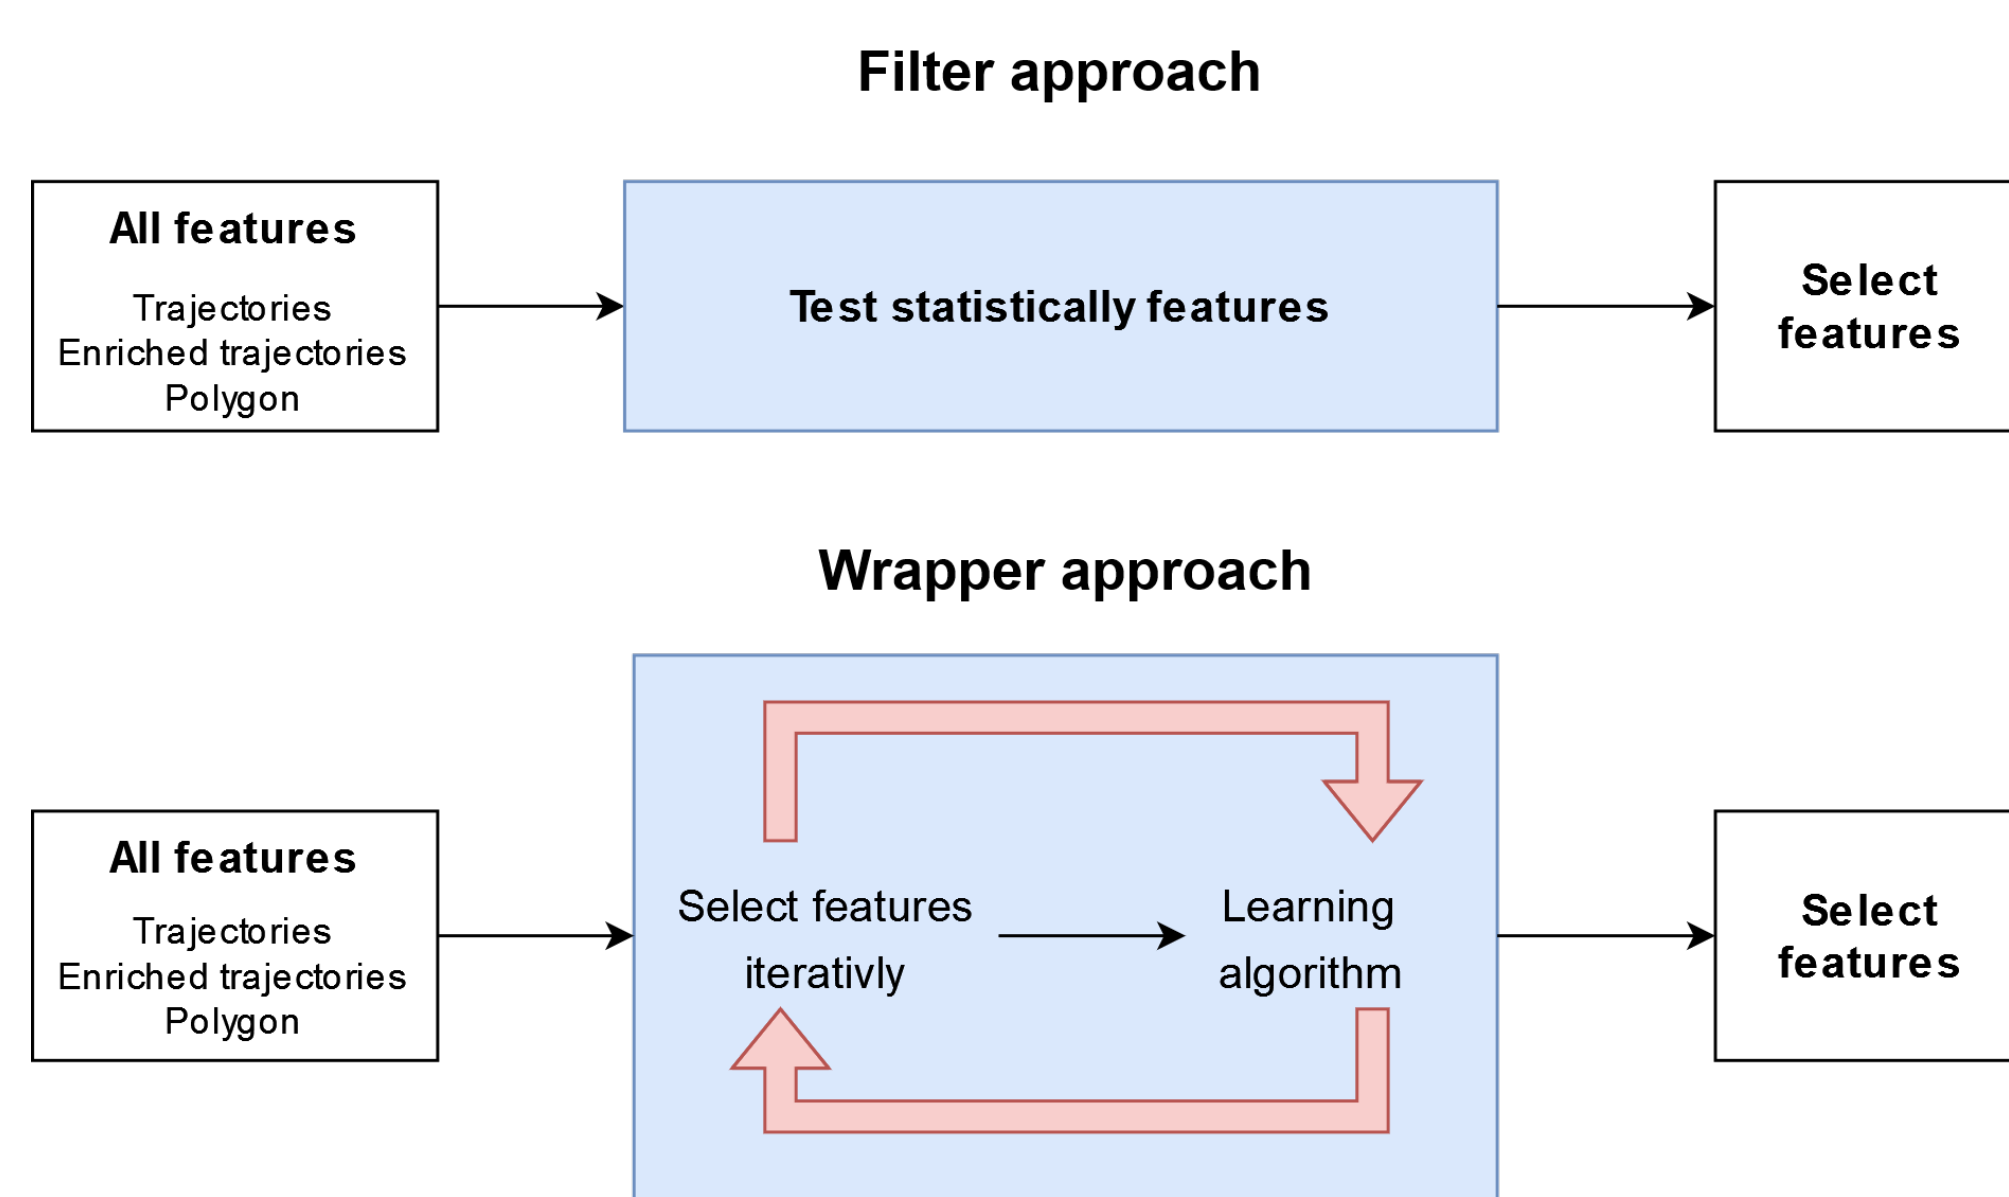 Filter approach
All features
Trajectories
Enriched trajectories
Polygon
Test statistically features
Select
features
Wrapper approach
All features
Trajectories
Enriched trajectories
Polygon
Select features
iterativly
Learning
algorithm
Select
features